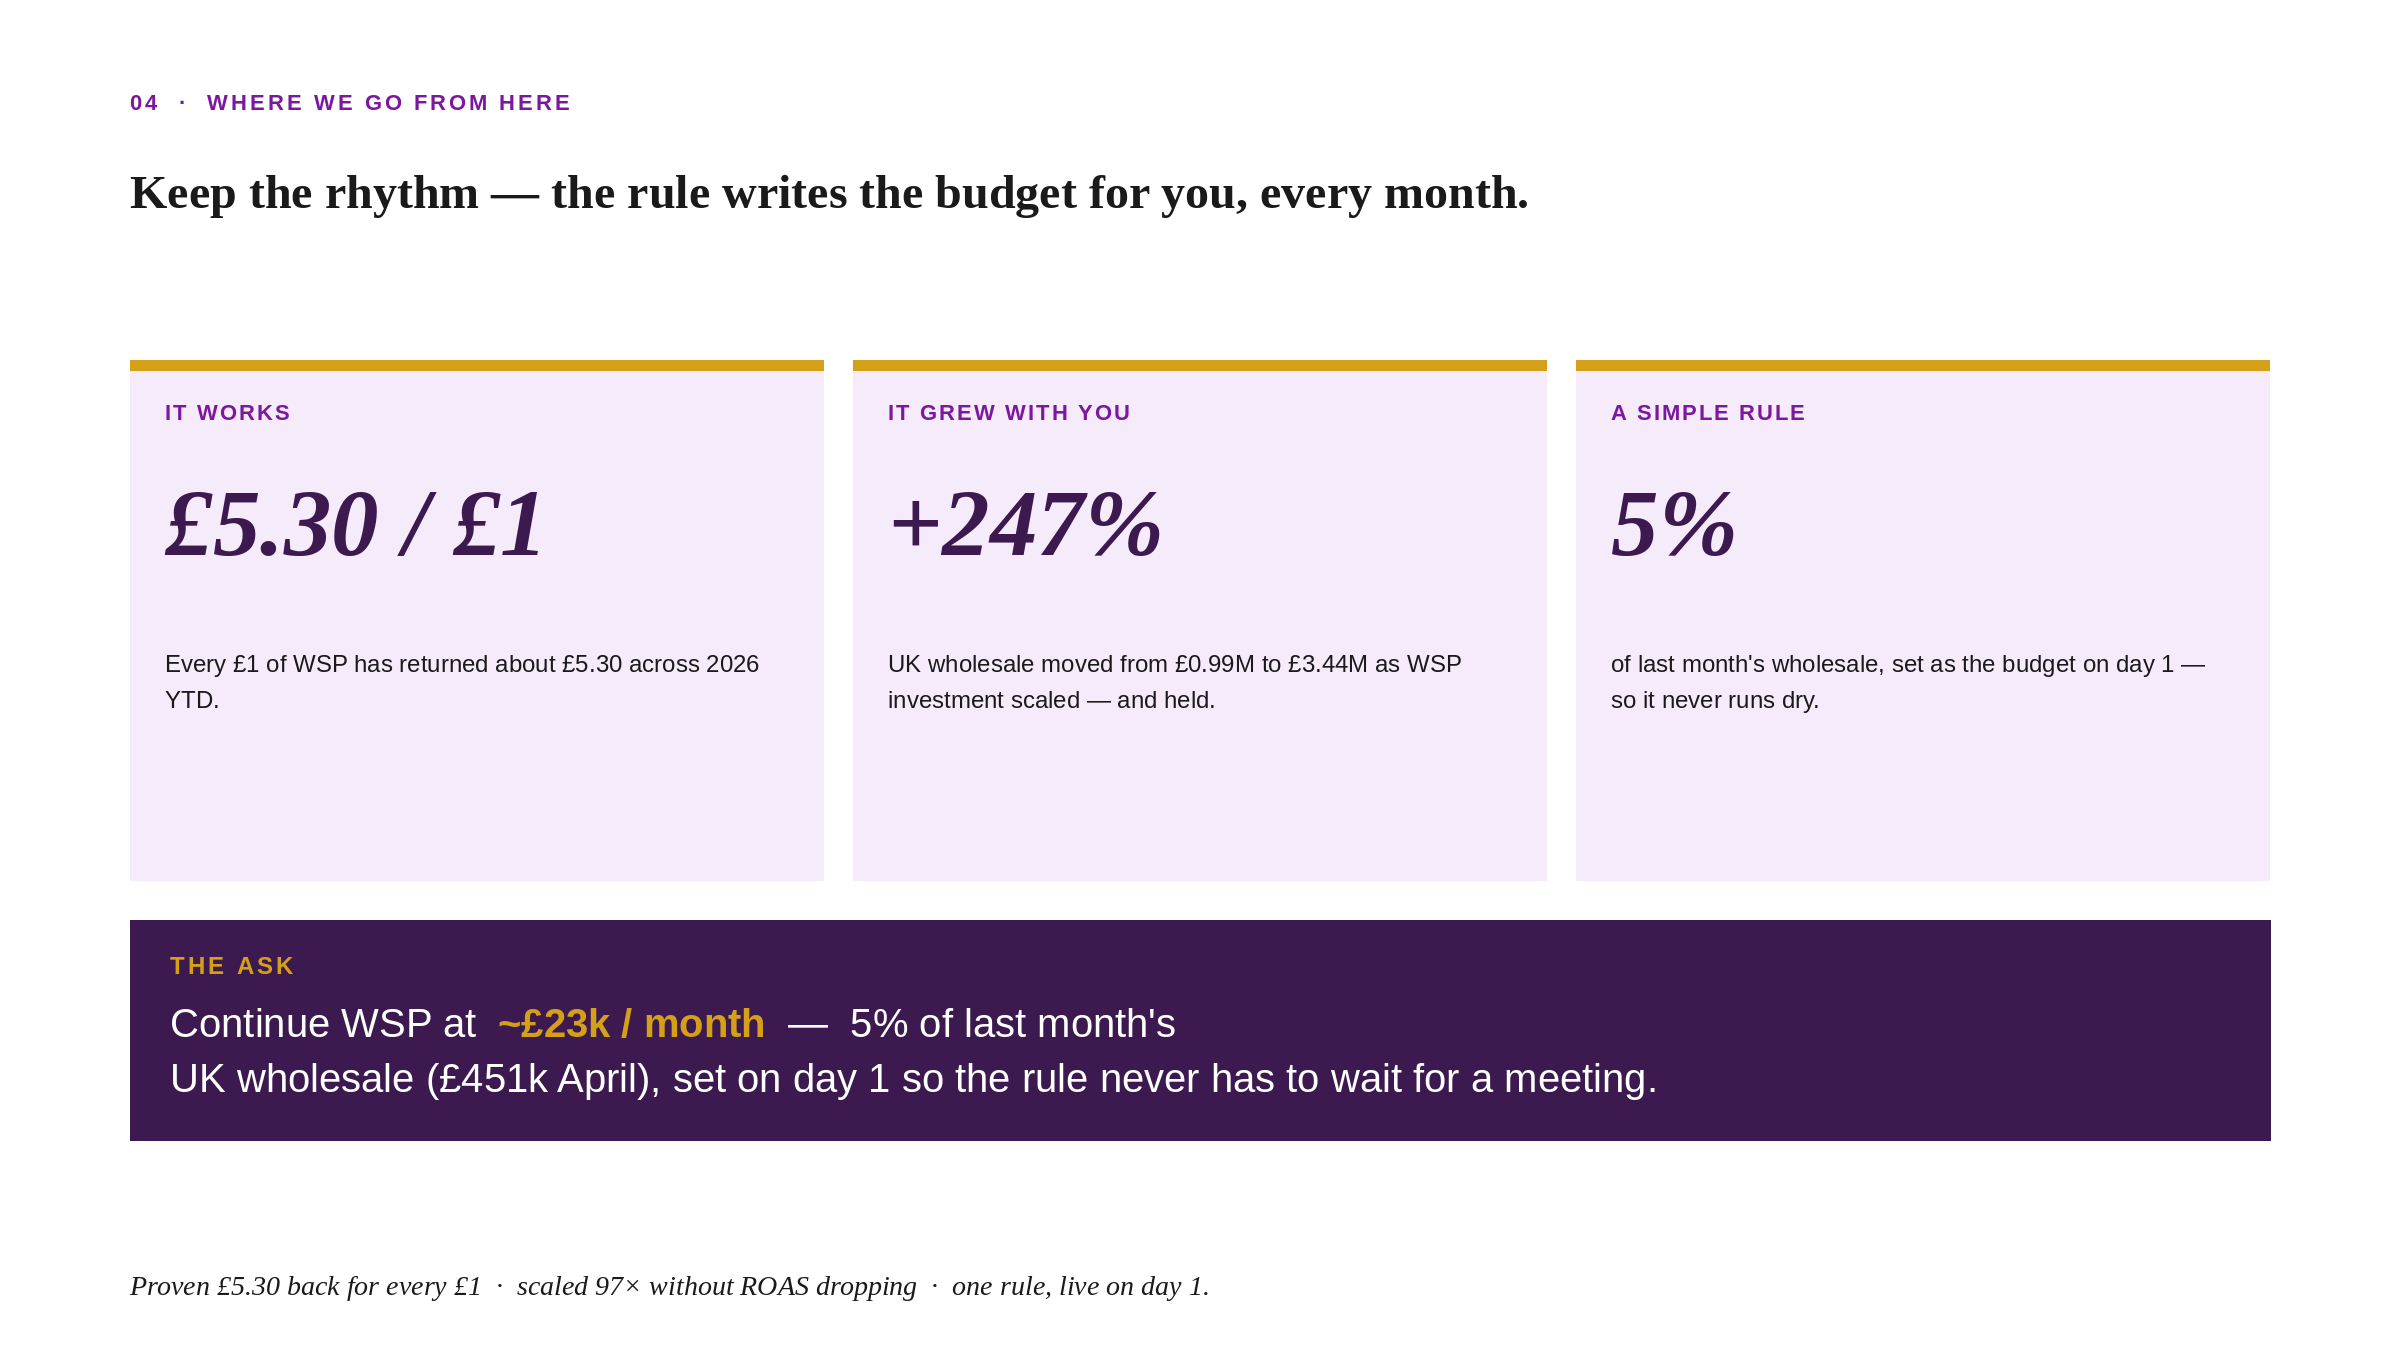 04 · WHERE WE GO FROM HERE
Keep the rhythm — the rule writes the budget for you, every month.
IT WORKS
£5.30 / £1
Every £1 of WSP has returned about £5.30 across 2026
YTD.
IT GREW WITH YOU
+247%
UK wholesale moved from £0.99M to £3.44M as WSP
investment scaled — and held.
A SIMPLE RULE
5%
of last month's wholesale, set as the budget on day 1 —
so it never runs dry.
THE ASK
Continue WSP at ~£23k / month — 5% of last month's
UK wholesale (£451k April), set on day 1 so the rule never has to wait for a meeting.
Proven £5.30 back for every £1 · scaled 97× without ROAS dropping · one rule, live on day 1.